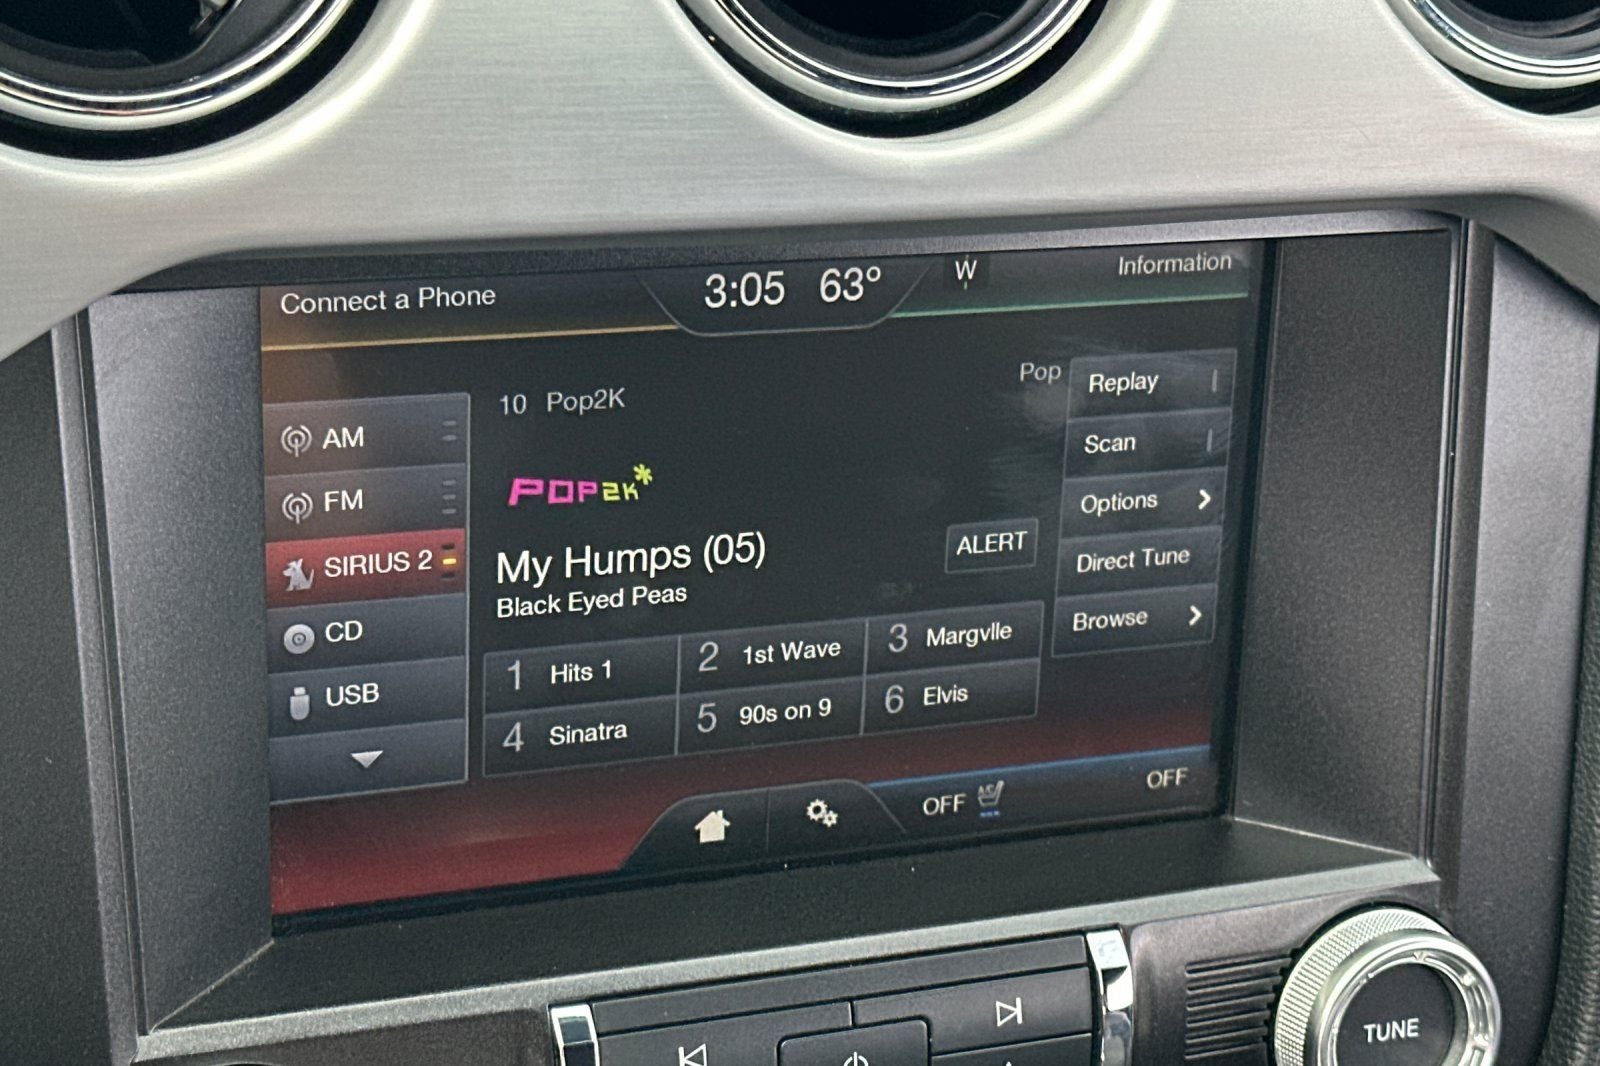 Connect a Phone
3:05 63°
W
Information
AM
FM
SIRIUS 2
CD
USB
10 Pop2K
Pop
POP2K*
My Humps (05)
Black Eyed Peas
ALERT
1 Hits 1
2 1st Wave
3 Margvlle
4 Sinatra
5 90s on 9
6 Elvis
Replay
Scan
Options
Direct Tune
Browse
OFF
A/C
OFF
TUNE